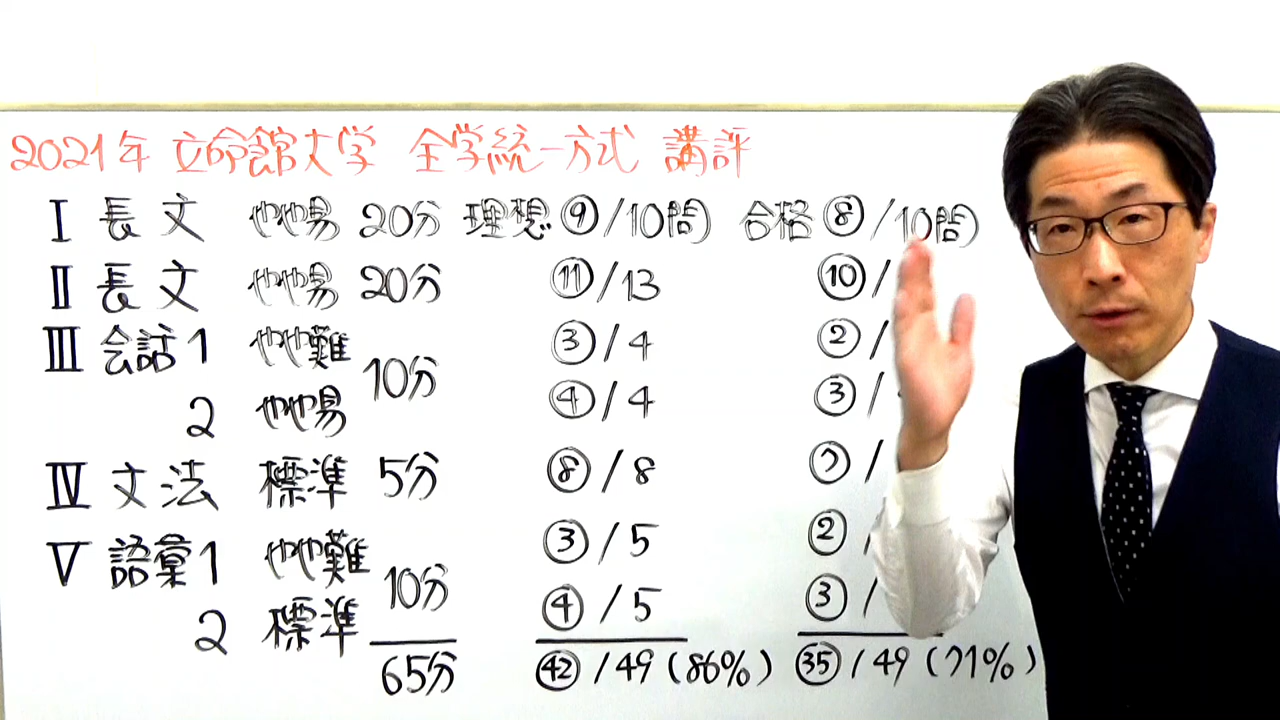 2021年 立命館大学 全学統一方式 講評
I 長文 やや易 20分 理想⑨/10問 合格⑧/10問
II 長文 やや易 20分 ⑪/13 ⑩/
III 会話1 やや難 10分 ③/4 ②/
2 やや易 ④/4 ③/
IV 文法 標準 5分 ⑧/8 ⑦/
V 語彙1 やや難 10分 ③/5 ②/
2 標準 ④/5 ③/
65分 ㊷/49(86%) ㉟/49(71%)